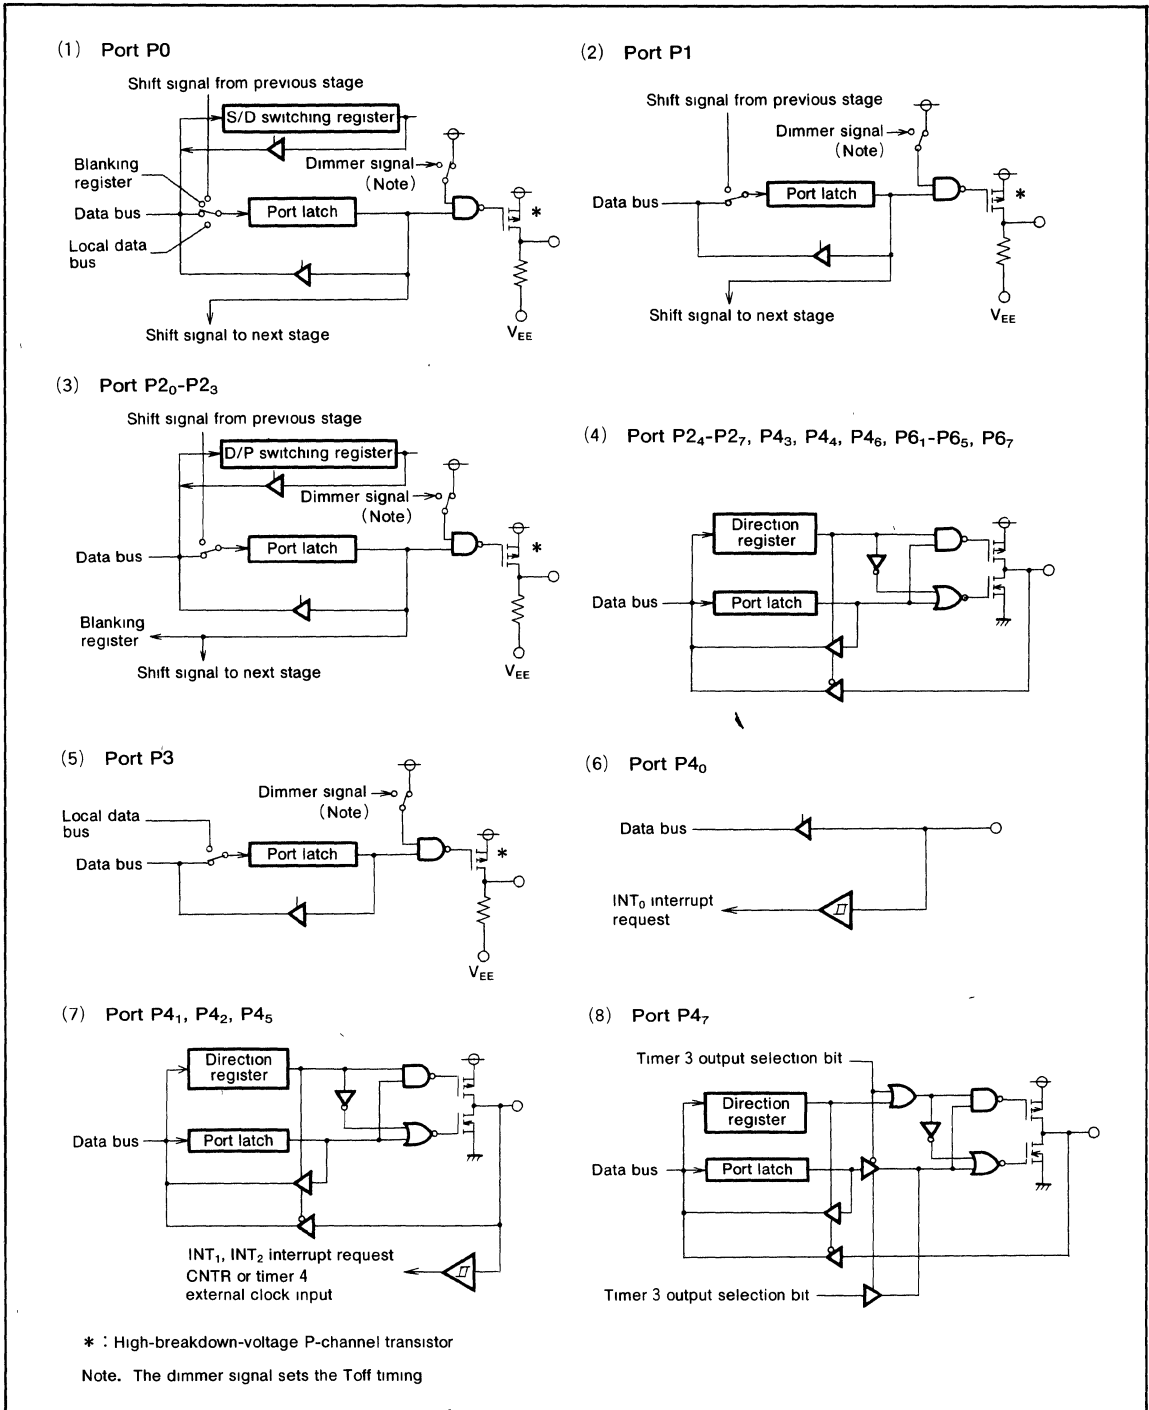 (1) Port P0
Shift signal from previous stage
S/D switching register
Dimmer signal
(Note)
Blanking
register
Data bus
Port latch
*
Local data
bus
Shift signal to next stage
VEE
(2) Port P1
Shift signal from previous stage
Dimmer signal
(Note)
Data bus
Port latch
*
Shift signal to next stage
VEE
(3) Port P2₀-P2₃
Shift signal from previous stage
D/P switching register
Dimmer signal
(Note)
Data bus
Port latch
*
Blanking
register
Shift signal to next stage
VEE
(4) Port P2₄-P2₇, P4₃, P4₄, P4₆, P6₁-P6₅, P6₇
Direction
register
Data bus
Port latch
(5) Port P3
Dimmer signal
(Note)
Local data
bus
Data bus
Port latch
*
VEE
(6) Port P4₀
Data bus
INT₀ interrupt
request
(7) Port P4₁, P4₂, P4₅
Direction
register
Data bus
Port latch
INT₁, INT₂ interrupt request
CNTR or timer 4
external clock input
(8) Port P4₇
Timer 3 output selection bit
Direction
register
Data bus
Port latch
Timer 3 output selection bit
* : High-breakdown-voltage P-channel transistor
Note. The dimmer signal sets the Toff timing